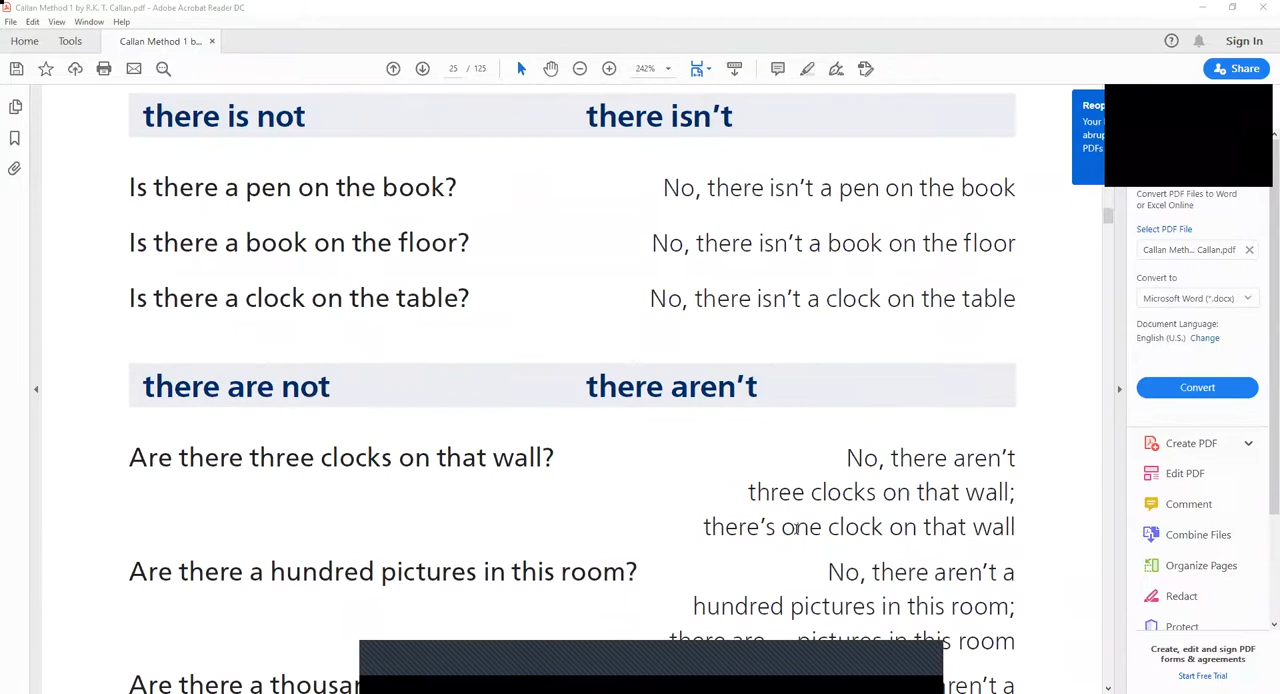 Callan Method 1 by R.K. T. Callan.pdf - Adobe Acrobat Reader DC
File Edit View Window Help
Home Tools Callan Method 1 b... × Sign In
25 / 125 242% Share
there is not there isn't
Is there a pen on the book? No, there isn't a pen on the book
Is there a book on the floor? No, there isn't a book on the floor
Is there a clock on the table? No, there isn't a clock on the table
there are not there aren't
Are there three clocks on that wall? No, there aren't
three clocks on that wall;
there's one clock on that wall
Are there a hundred pictures in this room? No, there aren't a
hundred pictures in this room;
there are... pictures in this room
Are there a
Your
PDFs
Convert PDF Files to Word
or Excel Online
Select PDF File
Callan Meth... Callan.pdf
Convert to
Microsoft Word (*.docx)
Document Language:
English (U.S.) Change
Convert
Create PDF
Edit PDF
Comment
Combine Files
Organize Pages
Redact
Protect
Create, edit and sign PDF
forms & agreements
Start Free Trial